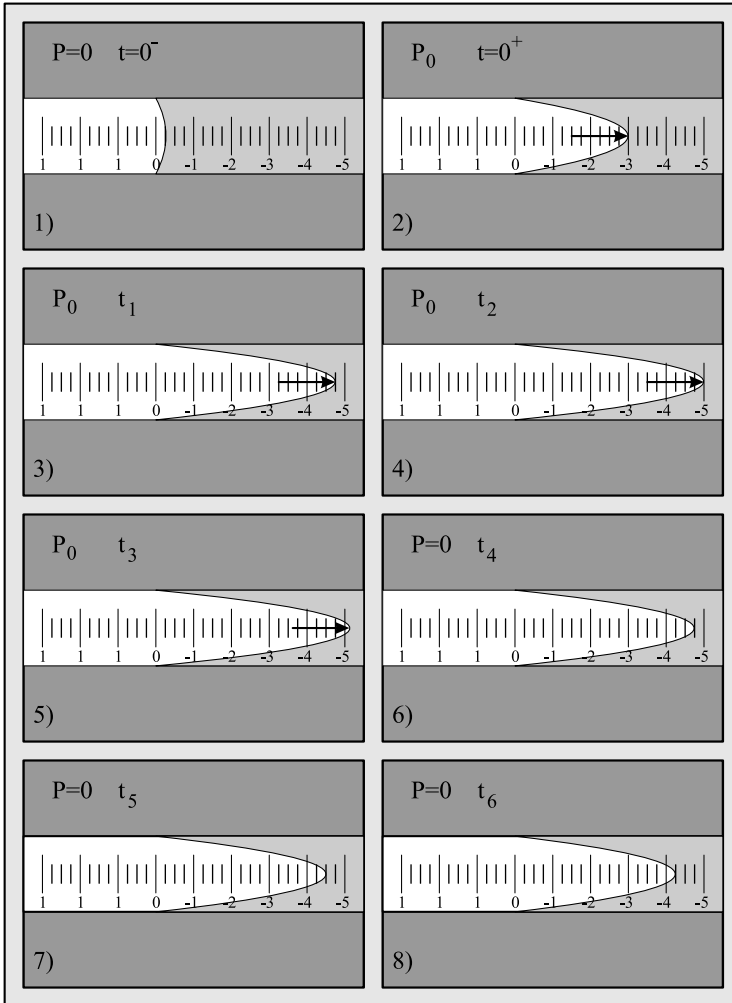 P=0 t=0⁻
1 1 1 0 -1 -2 -3 -4 -5
1)
P₀ t=0⁺
1 1 1 0 -1 -2 -3 -4 -5
2)
P₀ t₁
1 1 1 0 -1 -2 -3 -4 -5
3)
P₀ t₂
1 1 1 0 -1 -2 -3 -4 -5
4)
P₀ t₃
1 1 1 0 -1 -2 -3 -4 -5
5)
P=0 t₄
1 1 1 0 -1 -2 -3 -4 -5
6)
P=0 t₅
1 1 1 0 -1 -2 -3 -4 -5
7)
P=0 t₆
1 1 1 0 -1 -2 -3 -4 -5
8)